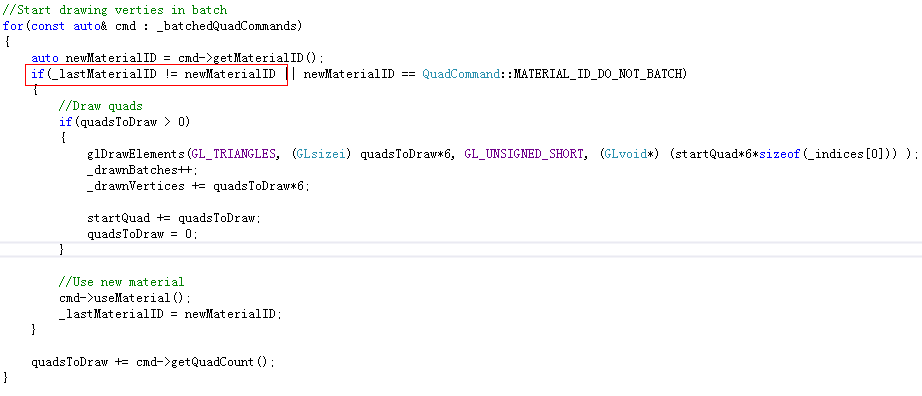 //Start drawing verties in batch
for(const auto& cmd : _batchedQuadCommands)
{
    auto newMaterialID = cmd->getMaterialID();
    if(_lastMaterialID != newMaterialID || newMaterialID == QuadCommand::MATERIAL_ID_DO_NOT_BATCH)
    {
        //Draw quads
        if(quadsToDraw > 0)
        {
            glDrawElements(GL_TRIANGLES, (GLsizei) quadsToDraw*6, GL_UNSIGNED_SHORT, (GLvoid*) (startQuad*6*sizeof(_indices[0])) );
            _drawnBatches++;
            _drawnVertices += quadsToDraw*6;
            startQuad += quadsToDraw;
            quadsToDraw = 0;
        }
        //Use new material
        cmd->useMaterial();
        _lastMaterialID = newMaterialID;
    }
    quadsToDraw += cmd->getQuadCount();
}